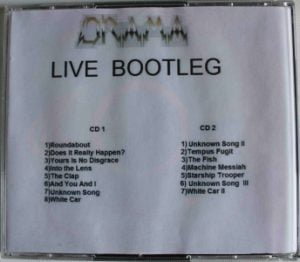 DRAMA
LIVE BOOTLEG
CD 1
1)Roundabout
2)Does It Really Happen?
3)Yours Is No Disgrace
4)Into the Lens
5)The Clap
6)And You And I
7)Unknown Song
8)White Car
CD 2
1) Unknown Song II
2) Tempus Fugit
3) The Fish
4)Machine Messiah
5)Starship Trooper
6) Unknown Song III
7)White Car II